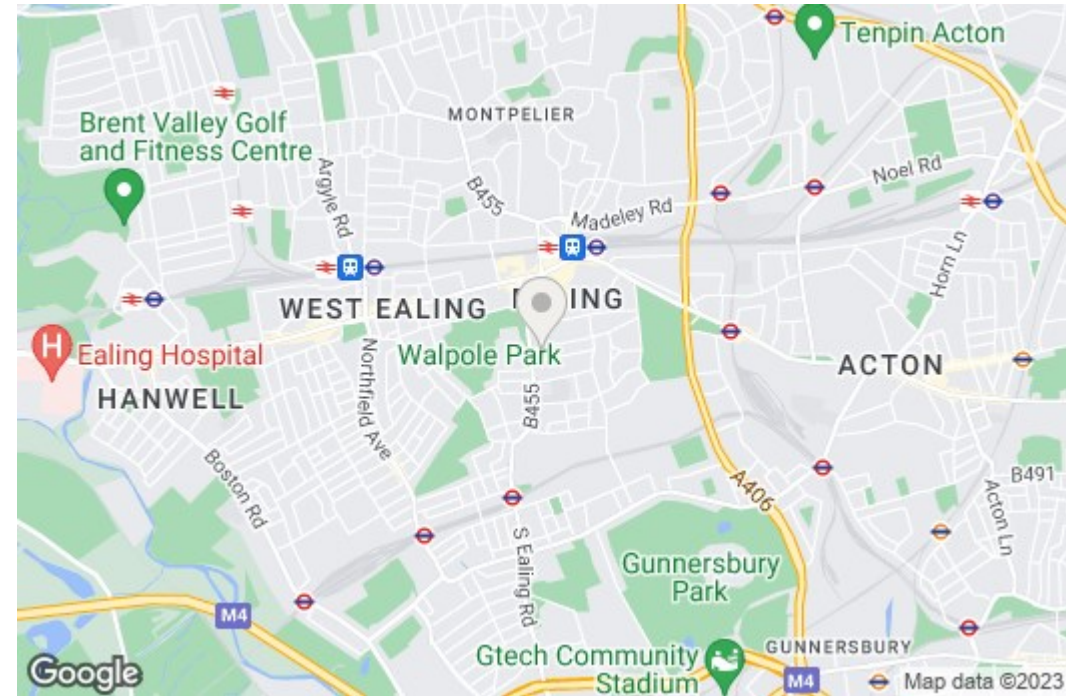 Tenpin Acton
MONTPELIER
Brent Valley Golf
and Fitness Centre
Argyle Rd
B455
Noel Rd
Madeley Rd
Horn Ln
WEST EALING
Walpole Park
Ealing Hospital
H
ACTON
HANWELL
Northfield Ave
B455
Boston Rd
A406
B491
Acton Ln
S Ealing Rd
Gunnersbury
Park
M4
GUNNERSBURY
Gtech Community
Stadium
M4
Google
Map data ©2023